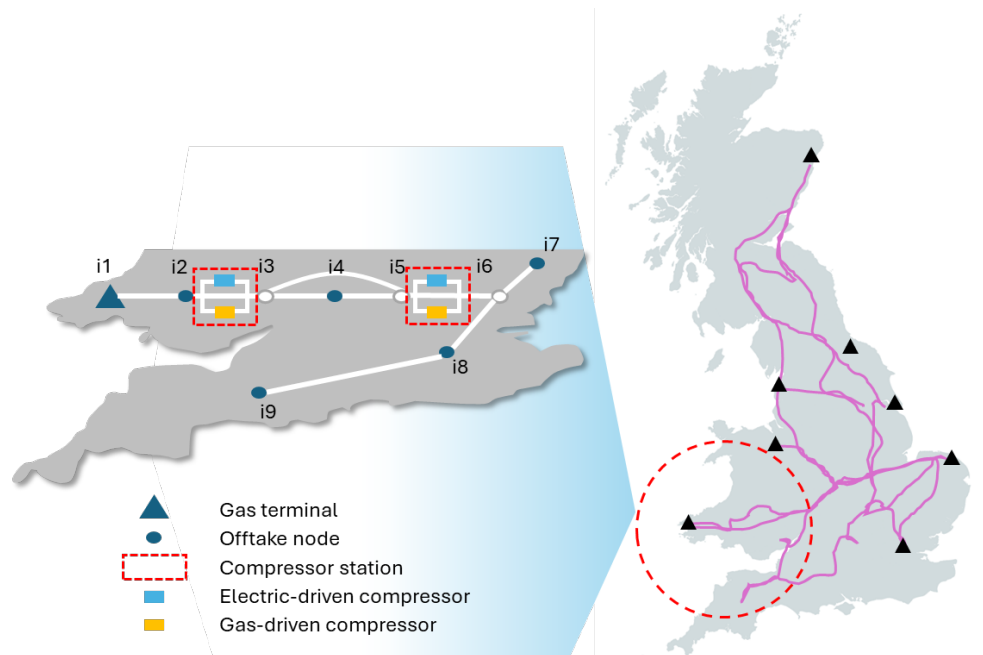 i7
i1 i2 i3 i4 i5 i6
i8
i9
Gas terminal
Offtake node
Compressor station
Electric-driven compressor
Gas-driven compressor